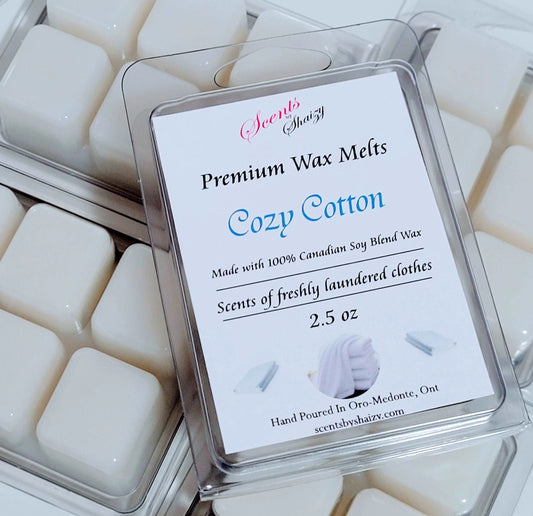 Scents
by
Shaizy
Premium Wax Melts
Cozy Cotton
Made with 100% Canadian Soy Blend Wax
Scents of freshly laundered clothes
2.5 oz
Hand Poured In Oro-Medonte, Ont
scentsbyshaizy.com